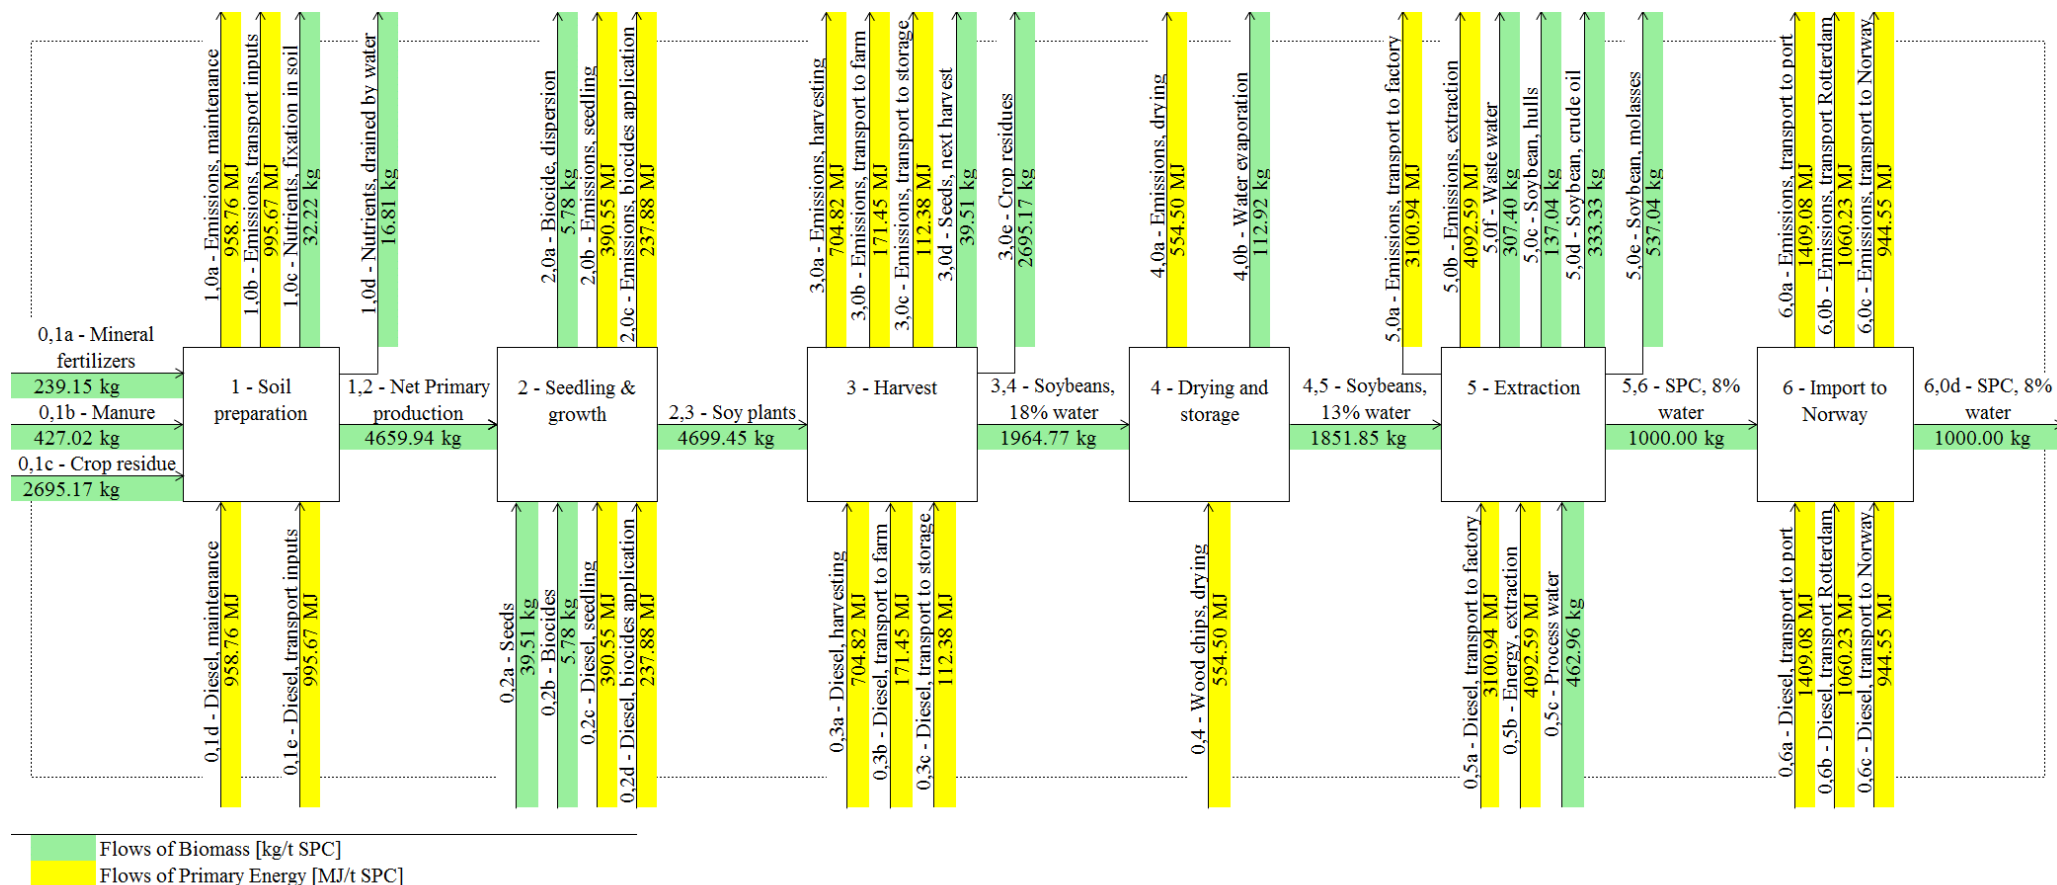 1,0a - Emissions, maintenance
958.76 MJ
1,0b - Emissions, transport inputs
995.67 MJ
1,0c - Nutrients, fixation in soil
32.22 kg
1,0d - Nutrients, drained by water
16.81 kg
2,0a - Biocide, dispersion
5.78 kg
2,0b - Emissions, seedling
390.55 MJ
2,0c - Emissions, biocides application
237.88 MJ
3,0a - Emissions, harvesting
704.82 MJ
3,0b - Emissions, transport to farm
171.45 MJ
3,0c - Emissions, transport to storage
112.38 MJ
3,0d - Seeds, next harvest
39.51 kg
3,0e - Crop residues
2695.17 kg
4,0a - Emissions, drying
554.50 MJ
4,0b - Water evaporation
112.92 kg
5,0a - Emissions, transport to factory
3100.94 MJ
5,0b - Emissions, extraction
4092.59 MJ
5,0f - Waste water
307.40 kg
5,0c - Soybean, hulls
137.04 kg
5,0d - Soybean, crude oil
333.33 kg
5,0e - Soybean, molasses
537.04 kg
6,0a - Emissions, transport to port
1409.08 MJ
6,0b - Emissions, transport Rotterdam
1060.23 MJ
6,0c - Emissions, transport to Norway
944.55 MJ
0,1a - Mineral
fertilizers
239.15 kg
0,1b - Manure
427.02 kg
0,1c - Crop residue
2695.17 kg
1 - Soil
preparation
1,2 - Net Primary
production
4659.94 kg
2 - Seedling &
growth
2,3 - Soy plants
4699.45 kg
3 - Harvest
3,4 - Soybeans,
18% water
1964.77 kg
4 - Drying and
storage
4,5 - Soybeans,
13% water
1851.85 kg
5 - Extraction
5,6 - SPC, 8%
water
1000.00 kg
6 - Import to
Norway
6,0d - SPC, 8%
water
1000.00 kg
0,1d - Diesel, maintenance
958.76 MJ
0,1e - Diesel, transport inputs
995.67 MJ
0,2a - Seeds
39.51 kg
0,2b - Biocides
5.78 kg
0,2c - Diesel, seedling
390.55 MJ
0,2d - Diesel, biocides application
237.88 MJ
0,3a - Diesel, harvesting
704.82 MJ
0,3b - Diesel, transport to farm
171.45 MJ
0,3c - Diesel, transport to storage
112.38 MJ
0,4 - Wood chips, drying
554.50 MJ
0,5a - Diesel, transport to factory
3100.94 MJ
0,5b - Energy, extraction
4092.59 MJ
0,5c - Process water
462.96 kg
0,6a - Diesel, transport to port
1409.08 MJ
0,6b - Diesel, transport Rotterdam
1060.23 MJ
0,6c - Diesel, transport to Norway
944.55 MJ
Flows of Biomass [kg/t SPC]
Flows of Primary Energy [MJ/t SPC]